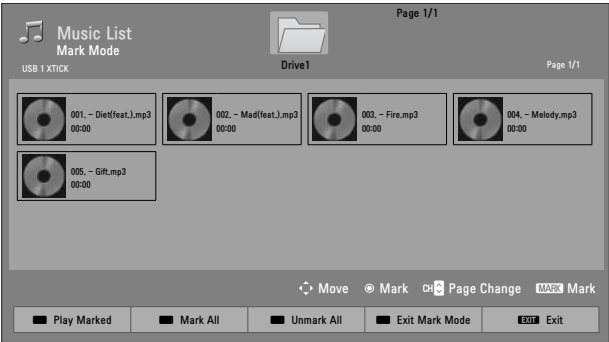 Page 1/1
Music List
Mark Mode
USB 1 XTICK
Drive1
Page 1/1
001. - Diet(feat.).mp3
00:00
002. - Mad(feat.).mp3
00:00
003. - Fire.mp3
00:00
004. - Melody.mp3
00:00
005. - Gift.mp3
00:00
Move
Mark
CH Page Change
MARK Mark
Play Marked
Mark All
Unmark All
Exit Mark Mode
EXIT Exit